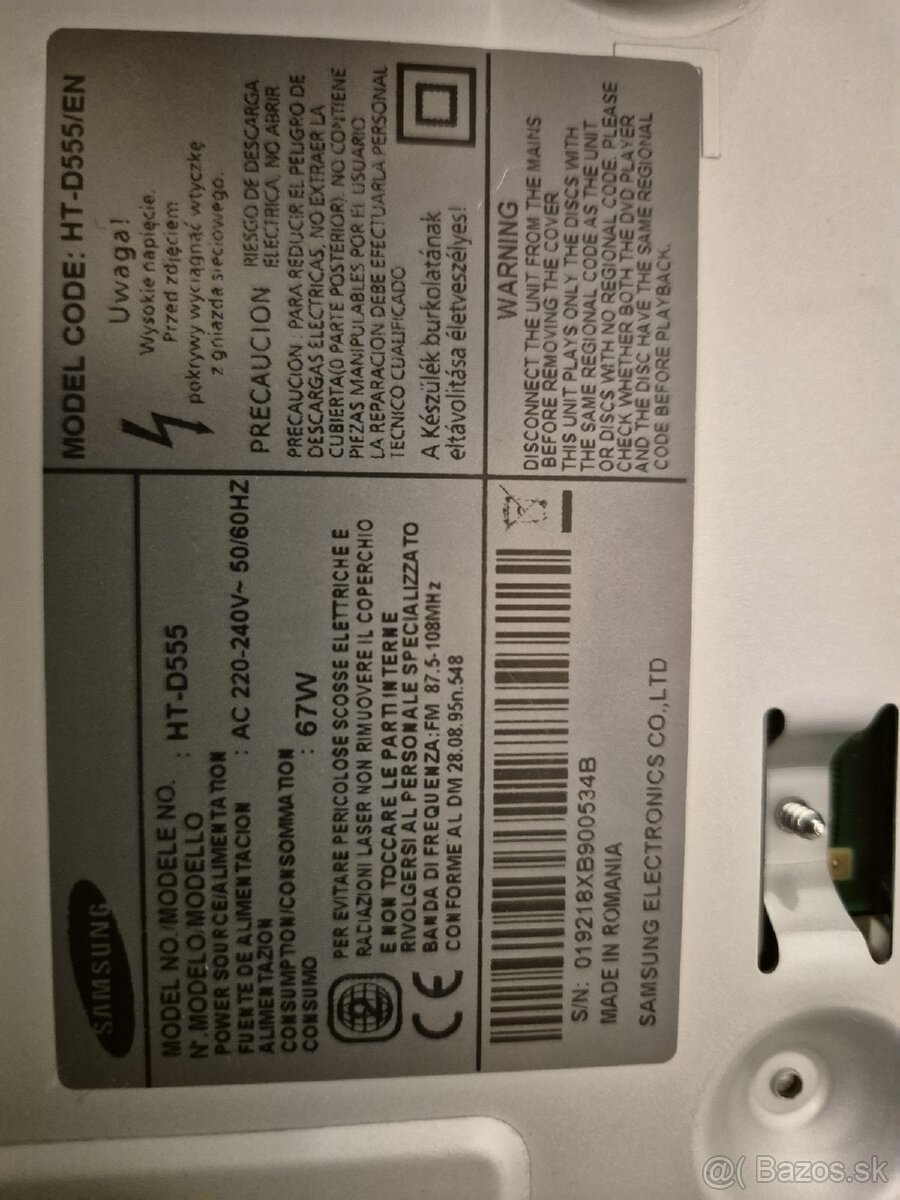 SAMSUNG
MODEL NO./MODELE NO.
N°.MODELO/MODELLO : HT-D555
POWER SOURCE/ALIMENTATION
FUENTE DE ALIMENTACION : AC 220-240V~ 50/60HZ
ALIMENTAZION
CONSUMPTION/CONSOMMATION
CONSUMO : 67W
2
PER EVITARE PERICOLOSE SCOSSE ELETTRICHE E
RADIAZIONI LASER NON RIMUOVERE IL COPERCHIO
E NON TOCCARE LE PARTI INTERNE
RIVOLGERSI AL PERSONALE SPECIALIZZATO
CE
BANDA DI FREQUENZA:FM 87.5-108MHz
CONFORME AL DM 28.08.95n.548
S/N: 019218XB900534B
MADE IN ROMANIA
SAMSUNG ELECTRONICS CO.,LTD
MODEL CODE: HT-D555/EN
Uwaga!
Wysokie napięcie.
Przed zdjęciem
pokrywy wyciągnąć wtyczkę
z gniazda sieciowego.
PRECAUCION RIESGO DE DESCARGA
ELECTRICA, NO ABRIR
PRECAUCION : PARA REDUCIR EL PELIGRO DE
DESCARGAS ELECTRICAS, NO EXTRAER LA
CUBIERTA(O PARTE POSTERIOR). NO CONTIENE
PIEZAS MANIPULABLES POR EL USUARIO.
LA REPARACION DEBE EFECTUARLA PERSONAL
TECNICO CUALIFICADO
A Készülék burkolatának
eltávolitása életveszélyes!
WARNING
DISCONNECT THE UNIT FROM THE MAINS
BEFORE REMOVING THE COVER
THIS UNIT PLAYS ONLY THE DISCS WITH
THE SAME REGIONAL CODE AS THE UNIT
OR DISCS WITH NO REGIONAL CODE. PLEASE
CHECK WHETHER BOTH THE DVD PLAYER
AND THE DISC HAVE THE SAME REGIONAL
CODE BEFORE PLAYBACK.
@( Bazos.sk